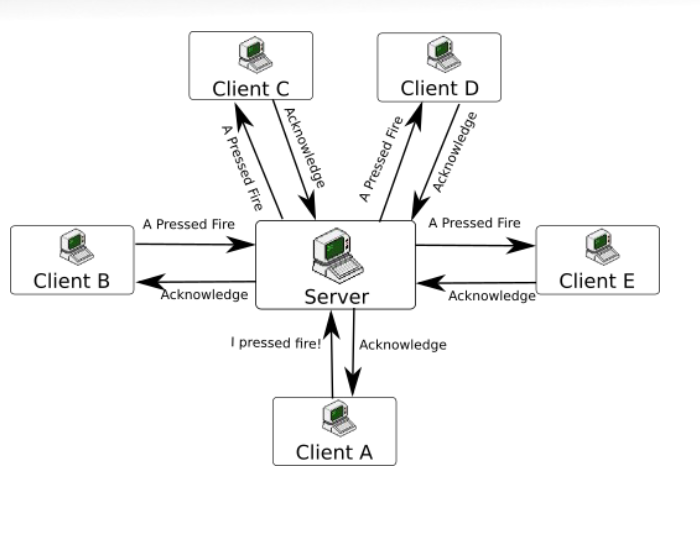 Client C
Client D
A Pressed Fire
Acknowledge
A Pressed Fire
Acknowledge
A Pressed Fire
Client B
Acknowledge
Server
A Pressed Fire
Client E
Acknowledge
I pressed fire!
Acknowledge
Client A